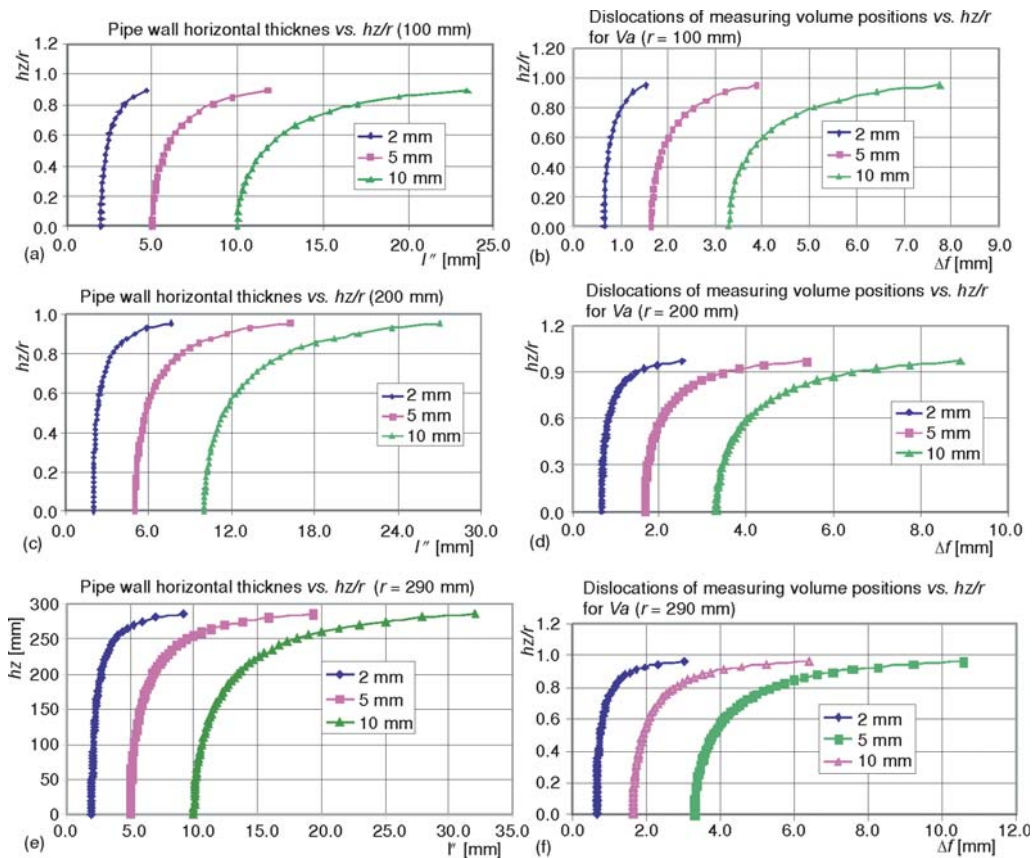 Pipe wall horizontal thicknes vs. hz/r (100 mm)
hz/r
1.2
1.0
0.8
0.6
0.4
0.2
0.0
2 mm
5 mm
10 mm
0.0 5.0 10.0 15.0 20.0 25.0
(a)
l″ [mm]
Dislocations of measuring volume positions vs. hz/r
for Va (r = 100 mm)
hz/r
1.20
1.00
0.80
0.60
0.40
0.20
0.00
2 mm
5 mm
10 mm
0.0 1.0 2.0 3.0 4.0 5.0 6.0 7.0 8.0 9.0
(b)
Δf [mm]
Pipe wall horizontal thicknes vs. hz/r (200 mm)
hz/r
1.0
0.8
0.6
0.4
0.2
0.0
2 mm
5 mm
10 mm
0.0 6.0 12.0 18.0 24.0 30.0
(c)
l″ [mm]
Dislocations of measuring volume positions vs. hz/r
for Va (r = 200 mm)
hz/r
1.2
0.9
0.6
0.3
0.0
2 mm
5 mm
10 mm
0.0 2.0 4.0 6.0 8.0 10.0
(d)
Δf [mm]
Pipe wall horizontal thicknes vs. hz/r (r = 290 mm)
hz [mm]
300
250
200
150
100
50
0
2 mm
5 mm
10 mm
0.0 5.0 10.0 15.0 20.0 25.0 30.0 35.0
(e)
l″ [mm]
Dislocations of measuring volume positions vs. hz/r
for Va (r = 290 mm)
hz/r
1.2
1.0
0.8
0.6
0.4
0.2
0.0
2 mm
5 mm
10 mm
0.0 2.0 4.0 6.0 8.0 10.0 12.0
(f)
Δf [mm]